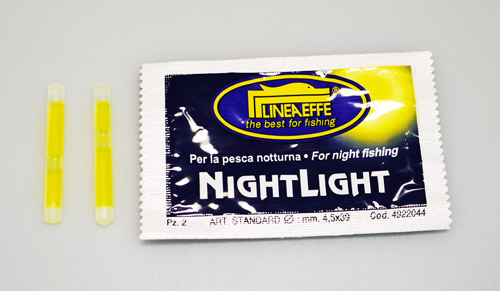 LINEAEFFE®
the best for fishing
Per la pesca notturna • For night fishing
NIGHTLIGHT
Pz. 2 ART. STANDARD ∅ : mm. 4,5x39 Cod. 4922044